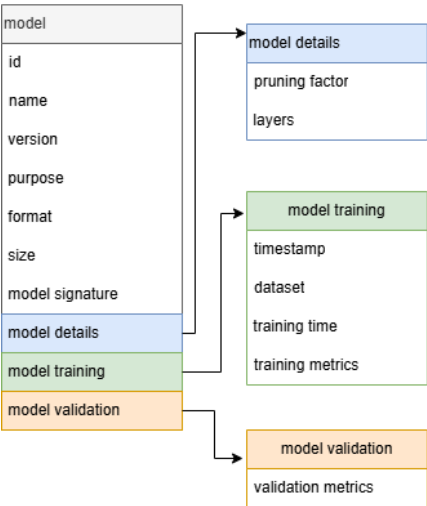 model
id
name
version
purpose
format
size
model signature
model details
model training
model validation
model details
pruning factor
layers
model training
timestamp
dataset
training time
training metrics
model validation
validation metrics